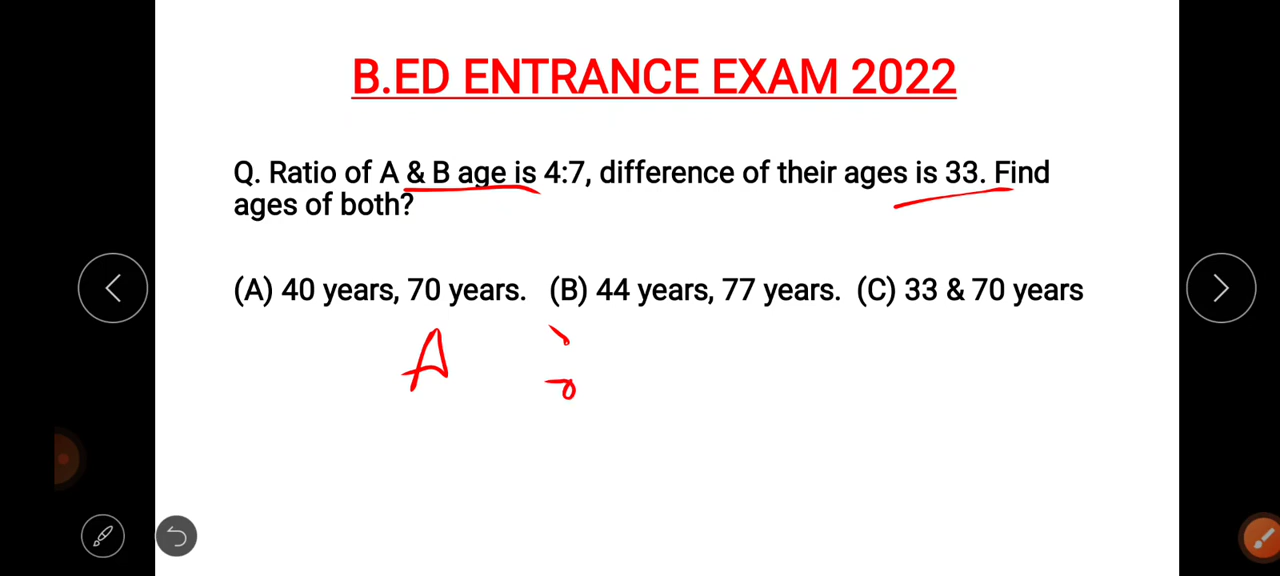 B.ED ENTRANCE EXAM 2022
Q. Ratio of A & B age is 4:7, difference of their ages is 33. Find
ages of both?
(A) 40 years, 70 years. (B) 44 years, 77 years. (C) 33 & 70 years
A :